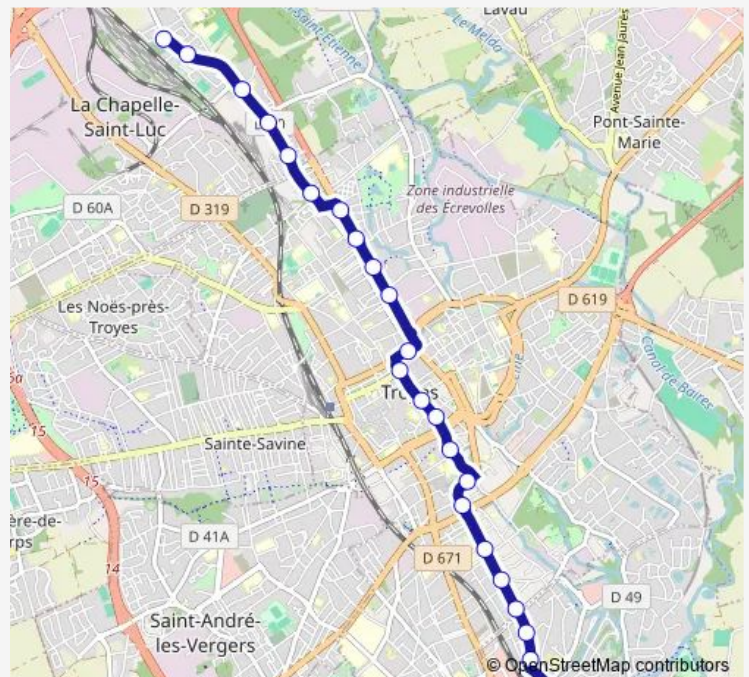 Lavau
Saint-Etienne
Le Melda
Avenue Jean Jaurès
La Chapelle-
Saint-Luc
Pont-Sainte-
Marie
Zone industrielle
des Écrevolles
D 60A
D 319
D 619
Les Noës-près-
Troyes
Canal de Baires
15
Sainte-Savine
15
D 41A
D 671
14
D 49
Saint-André-
les-Vergers
© OpenStreetMap contributors